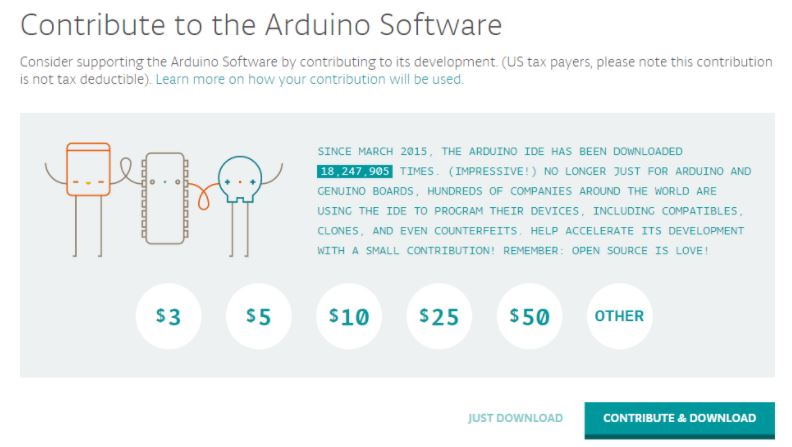 Contribute to the Arduino Software
Consider supporting the Arduino Software by contributing to its development. (US tax payers, please note this contribution
is not tax deductible). Learn more on how your contribution will be used.
SINCE MARCH 2015, THE ARDUINO IDE HAS BEEN DOWNLOADED
18,247,905 TIMES. (IMPRESSIVE!) NO LONGER JUST FOR ARDUINO AND
GENUINO BOARDS, HUNDREDS OF COMPANIES AROUND THE WORLD ARE
USING THE IDE TO PROGRAM THEIR DEVICES, INCLUDING COMPATIBLES,
CLONES, AND EVEN COUNTERFEITS. HELP ACCELERATE ITS DEVELOPMENT
WITH A SMALL CONTRIBUTION! REMEMBER: OPEN SOURCE IS LOVE!
$3 $5 $10 $25 $50 OTHER
JUST DOWNLOAD CONTRIBUTE & DOWNLOAD